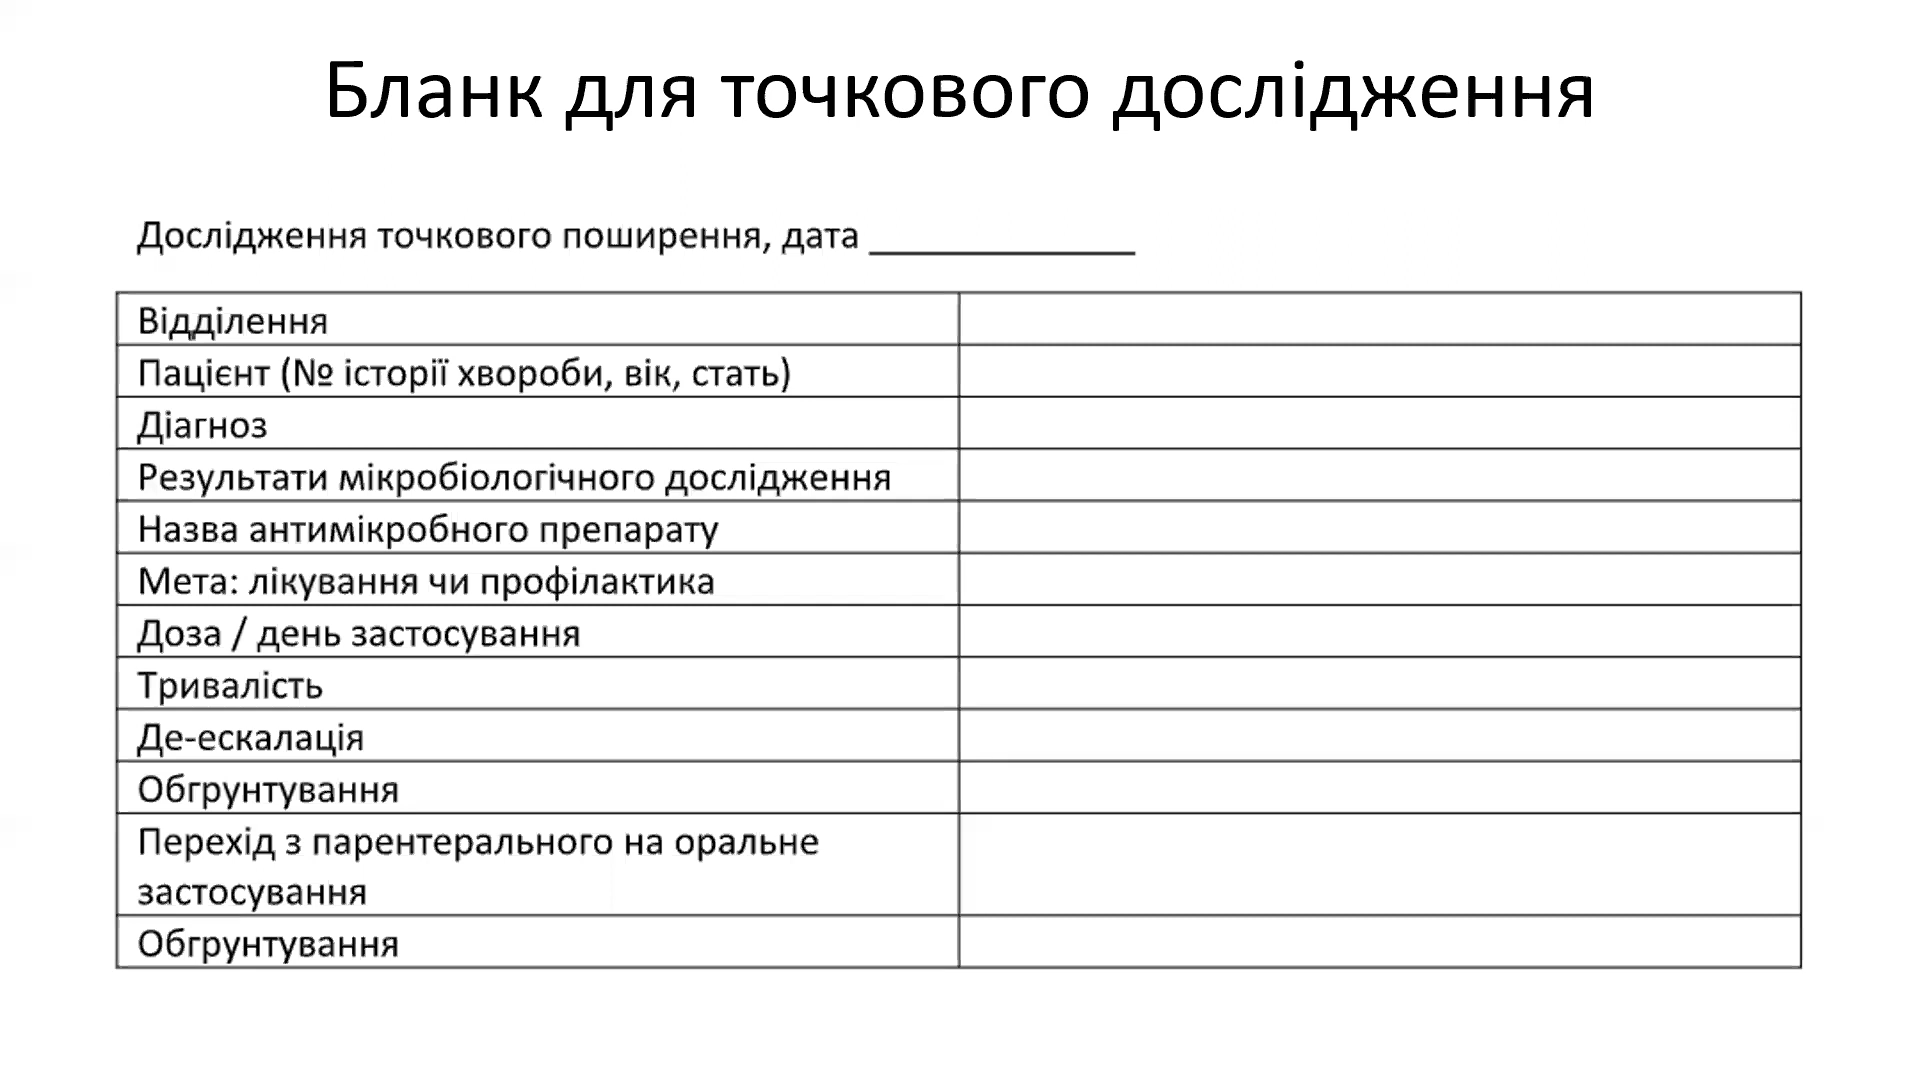 Бланк для точкового дослідження
Дослідження точкового поширення, дата ______________
Відділення
Пацієнт (№ історії хвороби, вік, стать)
Діагноз
Результати мікробіологічного дослідження
Назва антимікробного препарату
Мета: лікування чи профілактика
Доза / день застосування
Тривалість
Де-ескалація
Обгрунтування
Перехід з парентерального на оральне
застосування
Обгрунтування